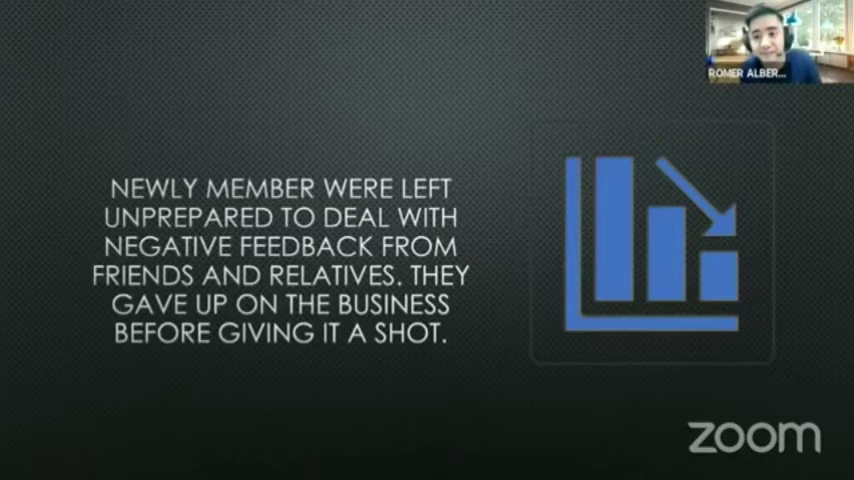 ROMER ALBER...
NEWLY MEMBER WERE LEFT
UNPREPARED TO DEAL WITH
NEGATIVE FEEDBACK FROM
FRIENDS AND RELATIVES. THEY
GAVE UP ON THE BUSINESS
BEFORE GIVING IT A SHOT.
zoom